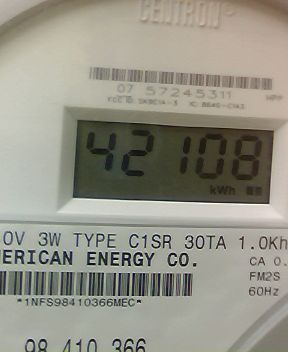 CENTRON®
07 57245311
42108
kWh
0V 3W TYPE C1SR 30TA 1.0Kh
ERICAN ENERGY CO.
CA 0.
FM2S
60Hz
*1NFS98410366MEC*
98 410 366